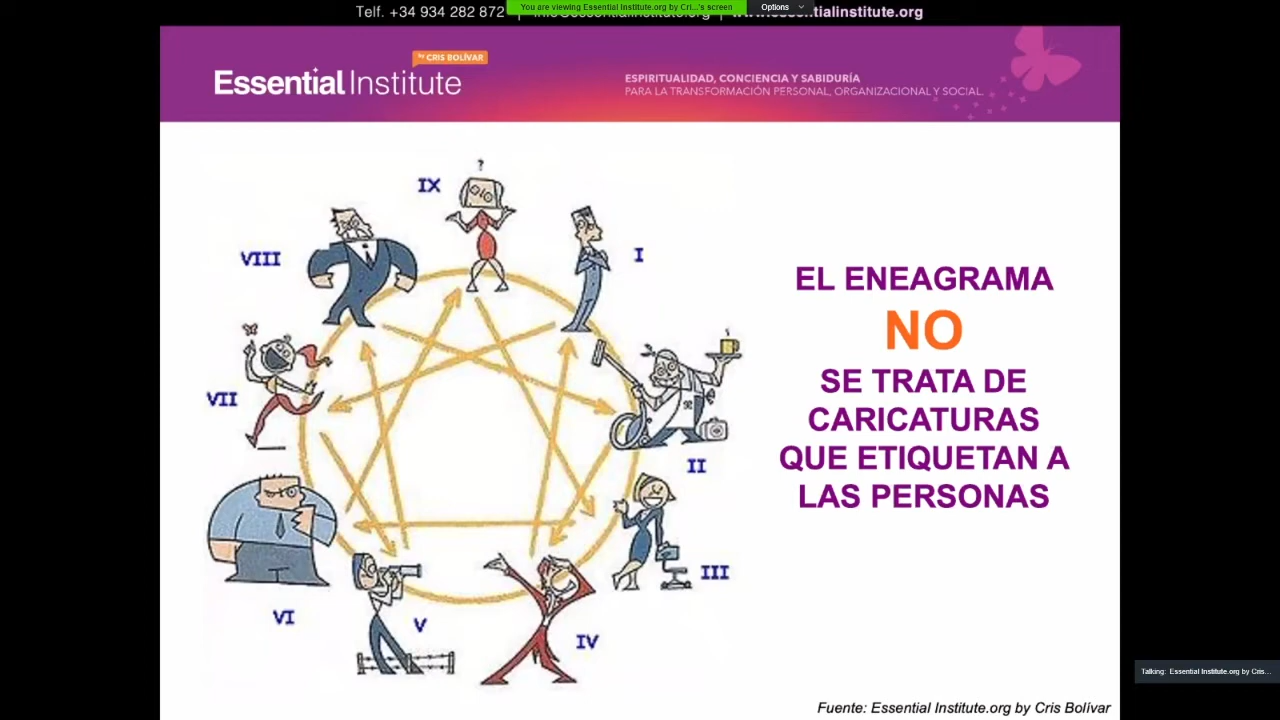 Telf. +34 934 282 872
You are viewing Essential Institute.org by Cri...'s screen
Options
by CRIS BOLÍVAR
Essential Institute
ESPIRITUALIDAD, CONCIENCIA Y SABIDURÍA
PARA LA TRANSFORMACIÓN PERSONAL, ORGANIZACIONAL Y SOCIAL.
?
IX
I
VIII
VII
II
III
VI
V
IV
EL ENEAGRAMA
NO
SE TRATA DE
CARICATURAS
QUE ETIQUETAN A
LAS PERSONAS
Talking: Essential Institute.org by Cris...
Fuente: Essential Institute.org by Cris Bolívar